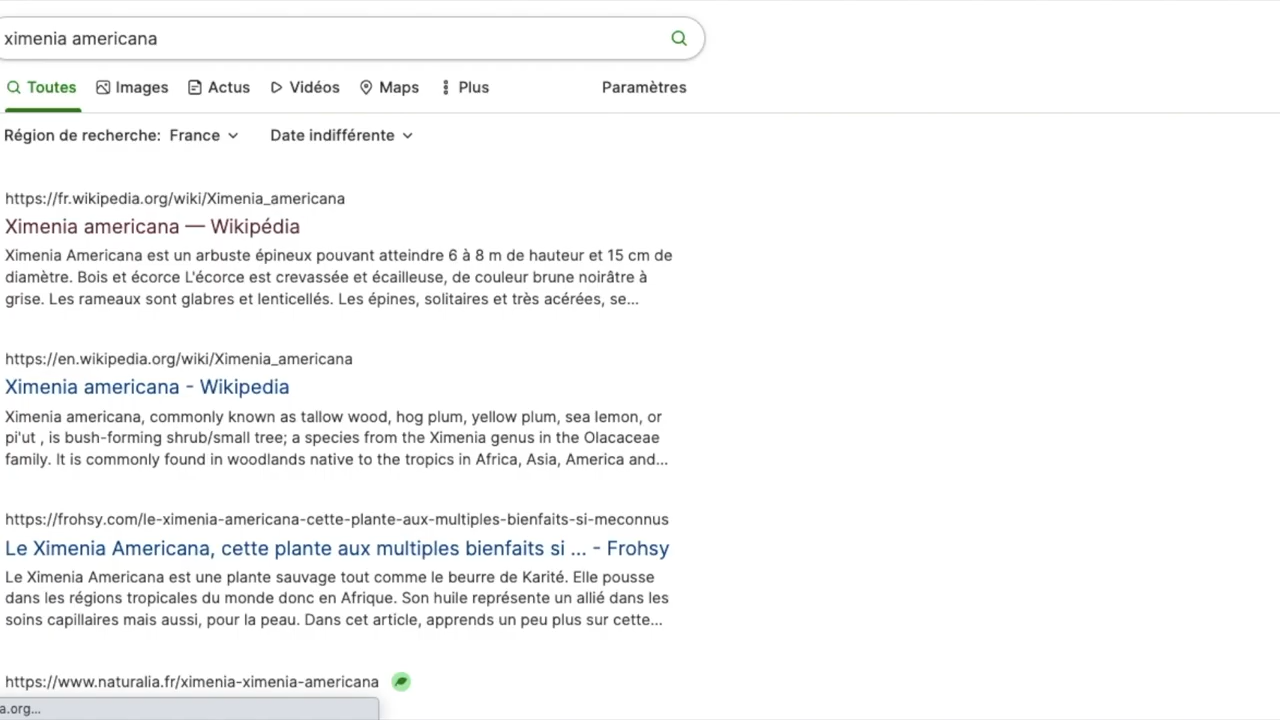 ximenia americana
Toutes Images Actus Vidéos Maps Plus Paramètres
Région de recherche: France Date indifférente
https://fr.wikipedia.org/wiki/Ximenia_americana
Ximenia americana — Wikipédia
Ximenia Americana est un arbuste épineux pouvant atteindre 6 à 8 m de hauteur et 15 cm de
diamètre. Bois et écorce L'écorce est crevassée et écailleuse, de couleur brune noirâtre à
grise. Les rameaux sont glabres et lenticellés. Les épines, solitaires et très acérées, se...
https://en.wikipedia.org/wiki/Ximenia_americana
Ximenia americana - Wikipedia
Ximenia americana, commonly known as tallow wood, hog plum, yellow plum, sea lemon, or
pi'ut , is bush-forming shrub/small tree; a species from the Ximenia genus in the Olacaceae
family. It is commonly found in woodlands native to the tropics in Africa, Asia, America and...
https://frohsy.com/le-ximenia-americana-cette-plante-aux-multiples-bienfaits-si-meconnus
Le Ximenia Americana, cette plante aux multiples bienfaits si ... - Frohsy
Le Ximenia Americana est une plante sauvage tout comme le beurre de Karité. Elle pousse
dans les régions tropicales du monde donc en Afrique. Son huile représente un allié dans les
soins capillaires mais aussi, pour la peau. Dans cet article, apprends un peu plus sur cette...
https://www.naturalia.fr/ximenia-ximenia-americana
a.org...